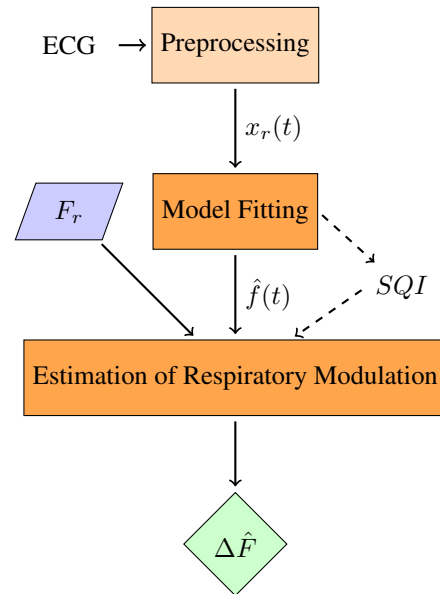 ECG
Preprocessing
x_r(t)
F_r
Model Fitting
f̂(t)
SQI
Estimation of Respiratory Modulation
ΔF̂